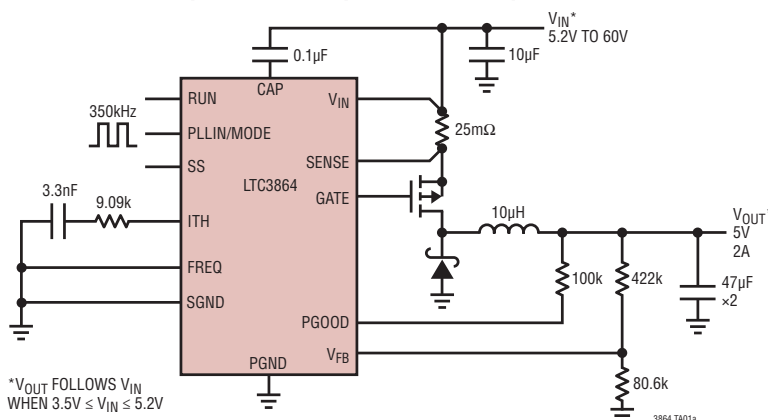 V_IN*
5.2V TO 60V
0.1µF
10µF
CAP
RUN
V_IN
350kHz
PLLIN/MODE
25mΩ
SS
SENSE
LTC3864
GATE
3.3nF
9.09k
ITH
10µH
V_OUT*
5V
2A
FREQ
100k
422k
47µF
×2
SGND
PGOOD
V_FB
PGND
80.6k
*V_OUT FOLLOWS V_IN
WHEN 3.5V ≤ V_IN ≤ 5.2V
3864 TA01a